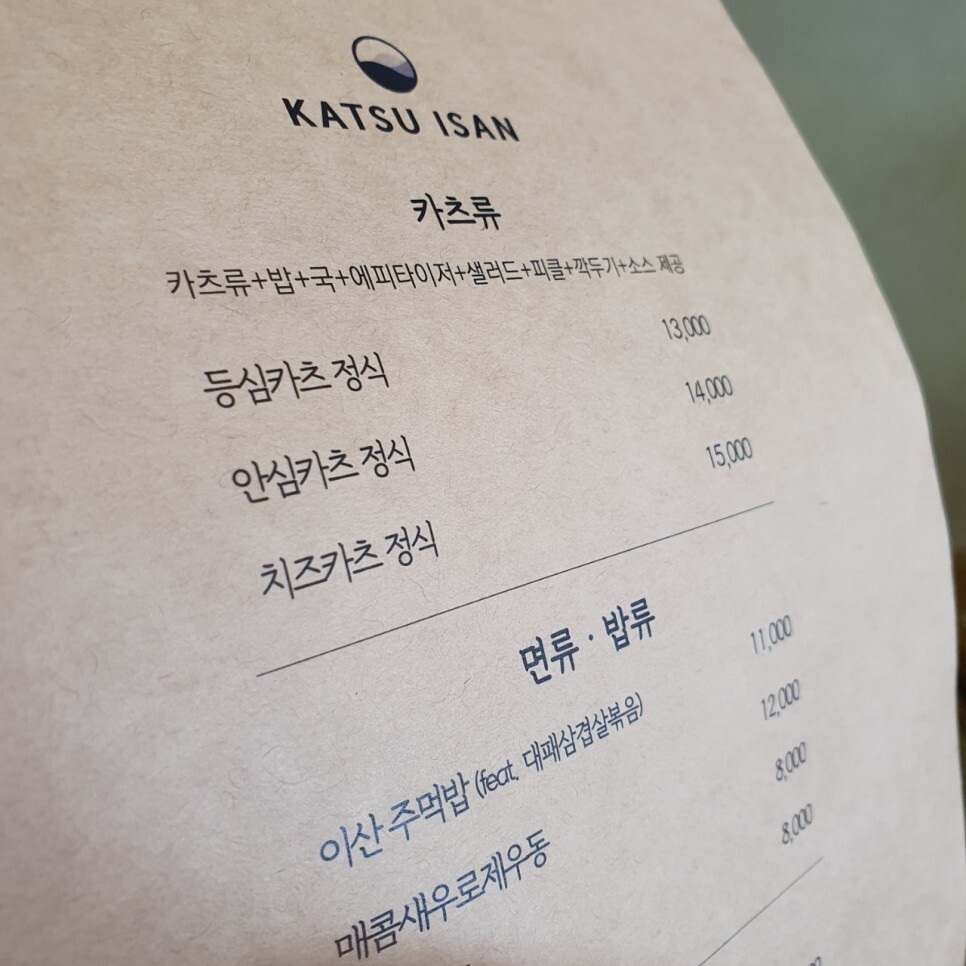 KATSU ISAN
카츠류
카츠류+밥+국+에피타이저+샐러드+피클+깍두기+소스 제공
등심카츠 정식 13,000
안심카츠 정식 14,000
치즈카츠 정식 15,000
면류 · 밥류
이산 주먹밥 (feat. 대패삼겹살볶음) 11,000
매콤새우로제우동 12,000
8,000
8,000